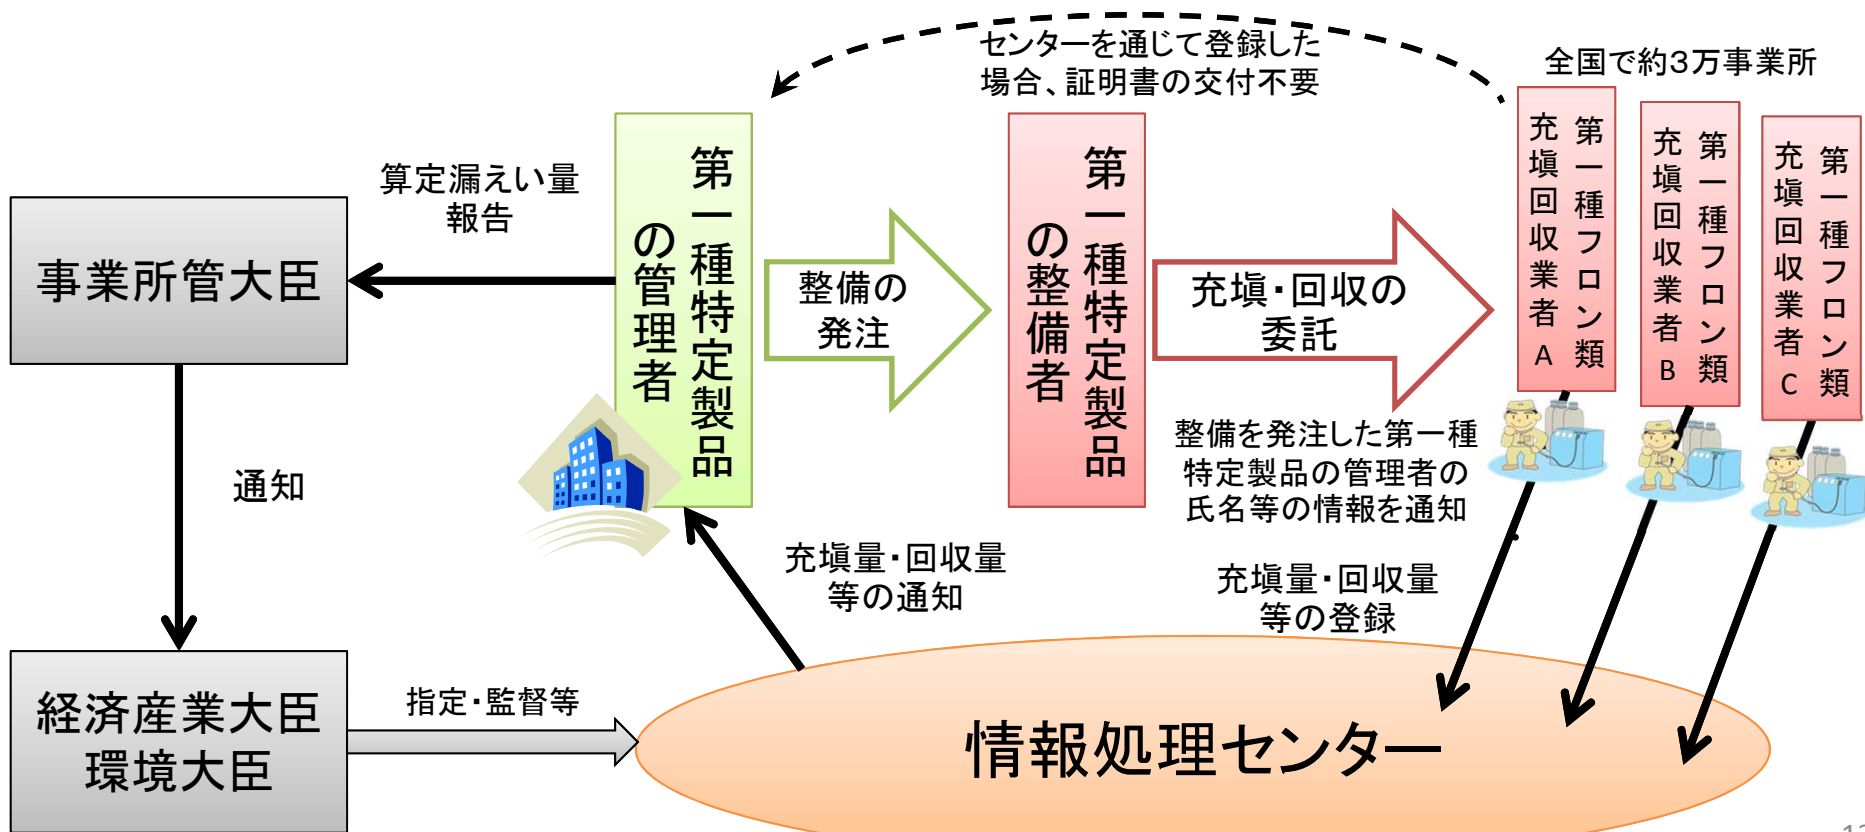 センターを通じて登録した
場合、証明書の交付不要
全国で約３万事業所
算定漏えい量
報告
事業所管大臣
第一種特定製品
の管理者
整備の
発注
第一種特定製品
の整備者
充塡・回収の
委託
第一種フロン類
充塡回収業者A
第一種フロン類
充塡回収業者B
第一種フロン類
充塡回収業者C
整備を発注した第一種
特定製品の管理者の
氏名等の情報を通知
通知
充塡量・回収量
等の通知
充塡量・回収量
等の登録
経済産業大臣
環境大臣
指定・監督等
情報処理センター